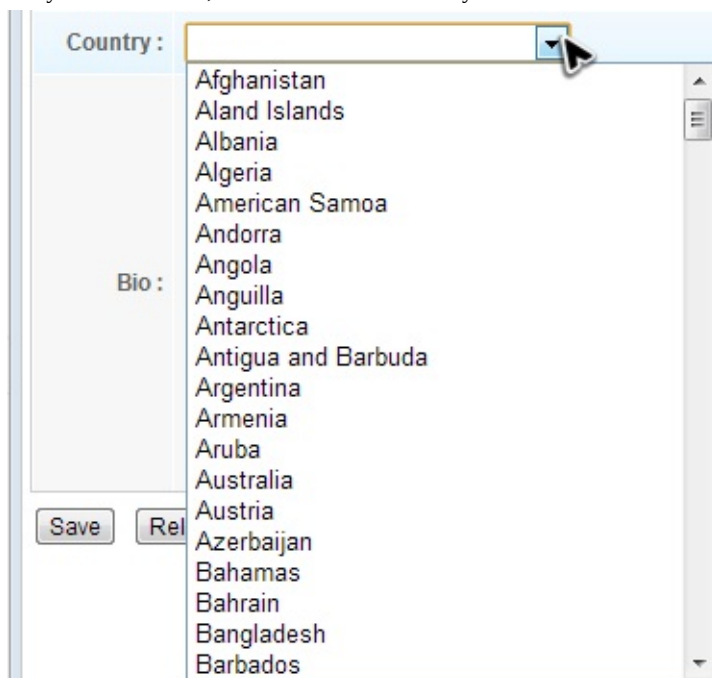 Country :
Afghanistan
Aland Islands
Albania
Algeria
American Samoa
Andorra
Angola
Bio :
Anguilla
Antarctica
Antigua and Barbuda
Argentina
Armenia
Aruba
Australia
Austria
Save Rel
Azerbaijan
Bahamas
Bahrain
Bangladesh
Barbados